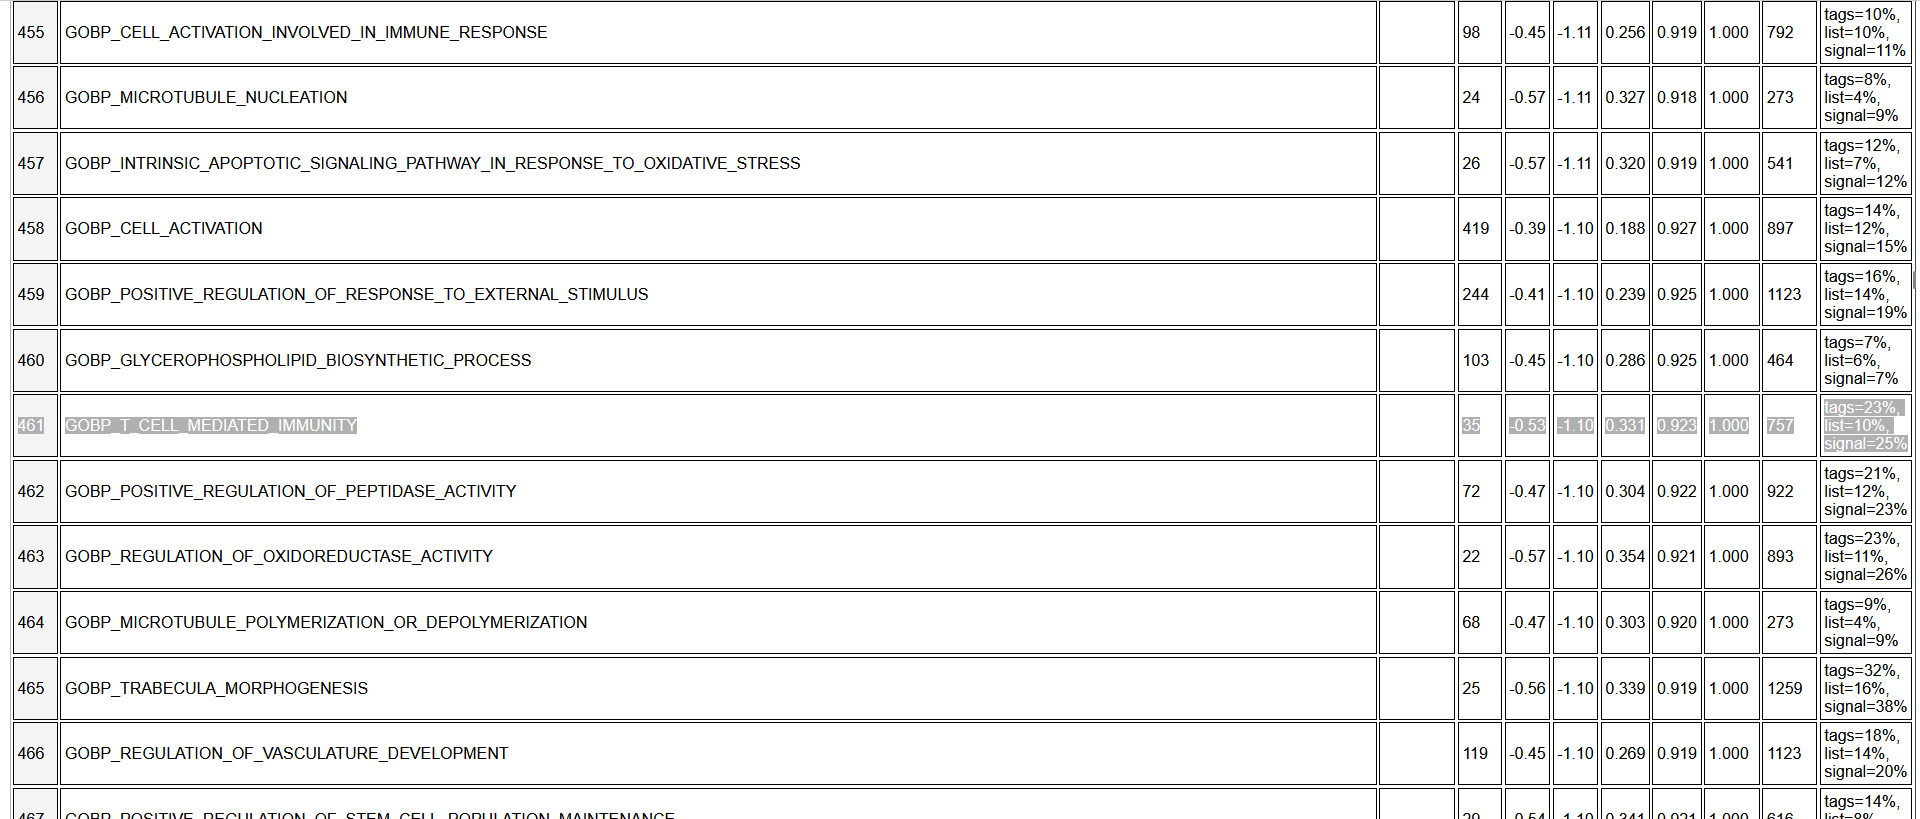 455 GOBP_CELL_ACTIVATION_INVOLVED_IN_IMMUNE_RESPONSE 98 -0.45 -1.11 0.256 0.919 1.000 792 tags=10%, list=10%, signal=11%
456 GOBP_MICROTUBULE_NUCLEATION 24 -0.57 -1.11 0.327 0.918 1.000 273 tags=8%, list=4%, signal=9%
457 GOBP_INTRINSIC_APOPTOTIC_SIGNALING_PATHWAY_IN_RESPONSE_TO_OXIDATIVE_STRESS 26 -0.57 -1.11 0.320 0.919 1.000 541 tags=12%, list=7%, signal=12%
458 GOBP_CELL_ACTIVATION 419 -0.39 -1.10 0.188 0.927 1.000 897 tags=14%, list=12%, signal=15%
459 GOBP_POSITIVE_REGULATION_OF_RESPONSE_TO_EXTERNAL_STIMULUS 244 -0.41 -1.10 0.239 0.925 1.000 1123 tags=16%, list=14%, signal=19%
460 GOBP_GLYCEROPHOSPHOLIPID_BIOSYNTHETIC_PROCESS 103 -0.45 -1.10 0.286 0.925 1.000 464 tags=7%, list=6%, signal=7%
461 GOBP_T_CELL_MEDIATED_IMMUNITY 35 -0.53 -1.10 0.331 0.923 1.000 757 tags=23%, list=10%, signal=25%
462 GOBP_POSITIVE_REGULATION_OF_PEPTIDASE_ACTIVITY 72 -0.47 -1.10 0.304 0.922 1.000 922 tags=21%, list=12%, signal=23%
463 GOBP_REGULATION_OF_OXIDOREDUCTASE_ACTIVITY 22 -0.57 -1.10 0.354 0.921 1.000 893 tags=23%, list=11%, signal=26%
464 GOBP_MICROTUBULE_POLYMERIZATION_OR_DEPOLYMERIZATION 68 -0.47 -1.10 0.303 0.920 1.000 273 tags=9%, list=4%, signal=9%
465 GOBP_TRABECULA_MORPHOGENESIS 25 -0.56 -1.10 0.339 0.919 1.000 1259 tags=32%, list=16%, signal=38%
466 GOBP_REGULATION_OF_VASCULATURE_DEVELOPMENT 119 -0.45 -1.10 0.269 0.919 1.000 1123 tags=18%, list=14%, signal=20%
467 GOBP_POSITIVE_REGULATION_OF_STEM_CELL_POPULATION_MAINTENANCE 29 -0.54 -1.10 0.341 0.921 1.000 616 tags=14%, list=8%,